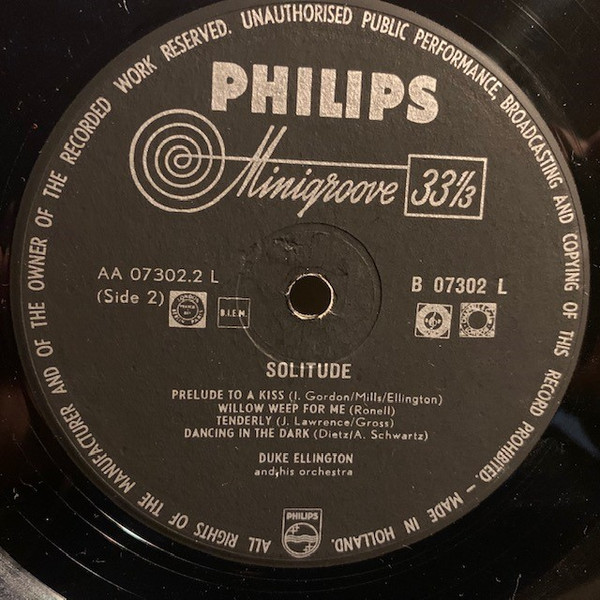 ALL RIGHTS OF THE MANUFACTURER AND OF THE OWNER OF THE RECORDED WORK RESERVED. UNAUTHORISED PUBLIC PERFORMANCE, BROADCASTING AND COPYING OF THIS RECORD PROHIBITED. — MADE IN HOLLAND.
PHILIPS
Minigroove 33⅓
AA 07302.2 L
B 07302 L
(Side 2)
B.I.E.M.
SOLITUDE
PRELUDE TO A KISS (I. Gordon/Mills/Ellington)
WILLOW WEEP FOR ME (Ronell)
TENDERLY (J. Lawrence/Gross)
DANCING IN THE DARK (Dietz/A. Schwartz)
DUKE ELLINGTON
and his orchestra
PHILIPS